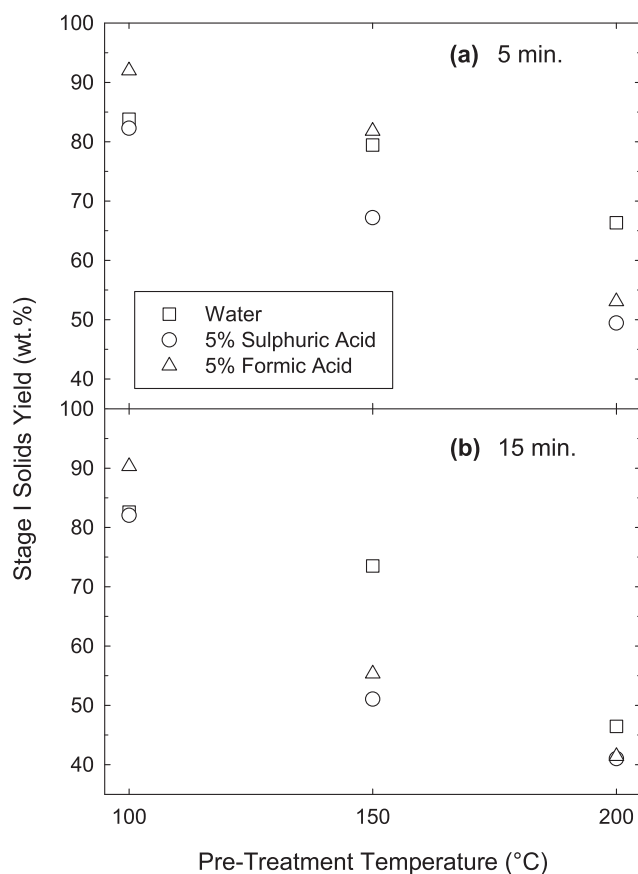 100
(a) 5 min.
90
80
70
60
Water
50
5% Sulphuric Acid
5% Formic Acid
40
100
(b) 15 min.
90
80
70
60
50
40
Stage I Solids Yield (wt.%)
100 150 200
Pre-Treatment Temperature (°C)